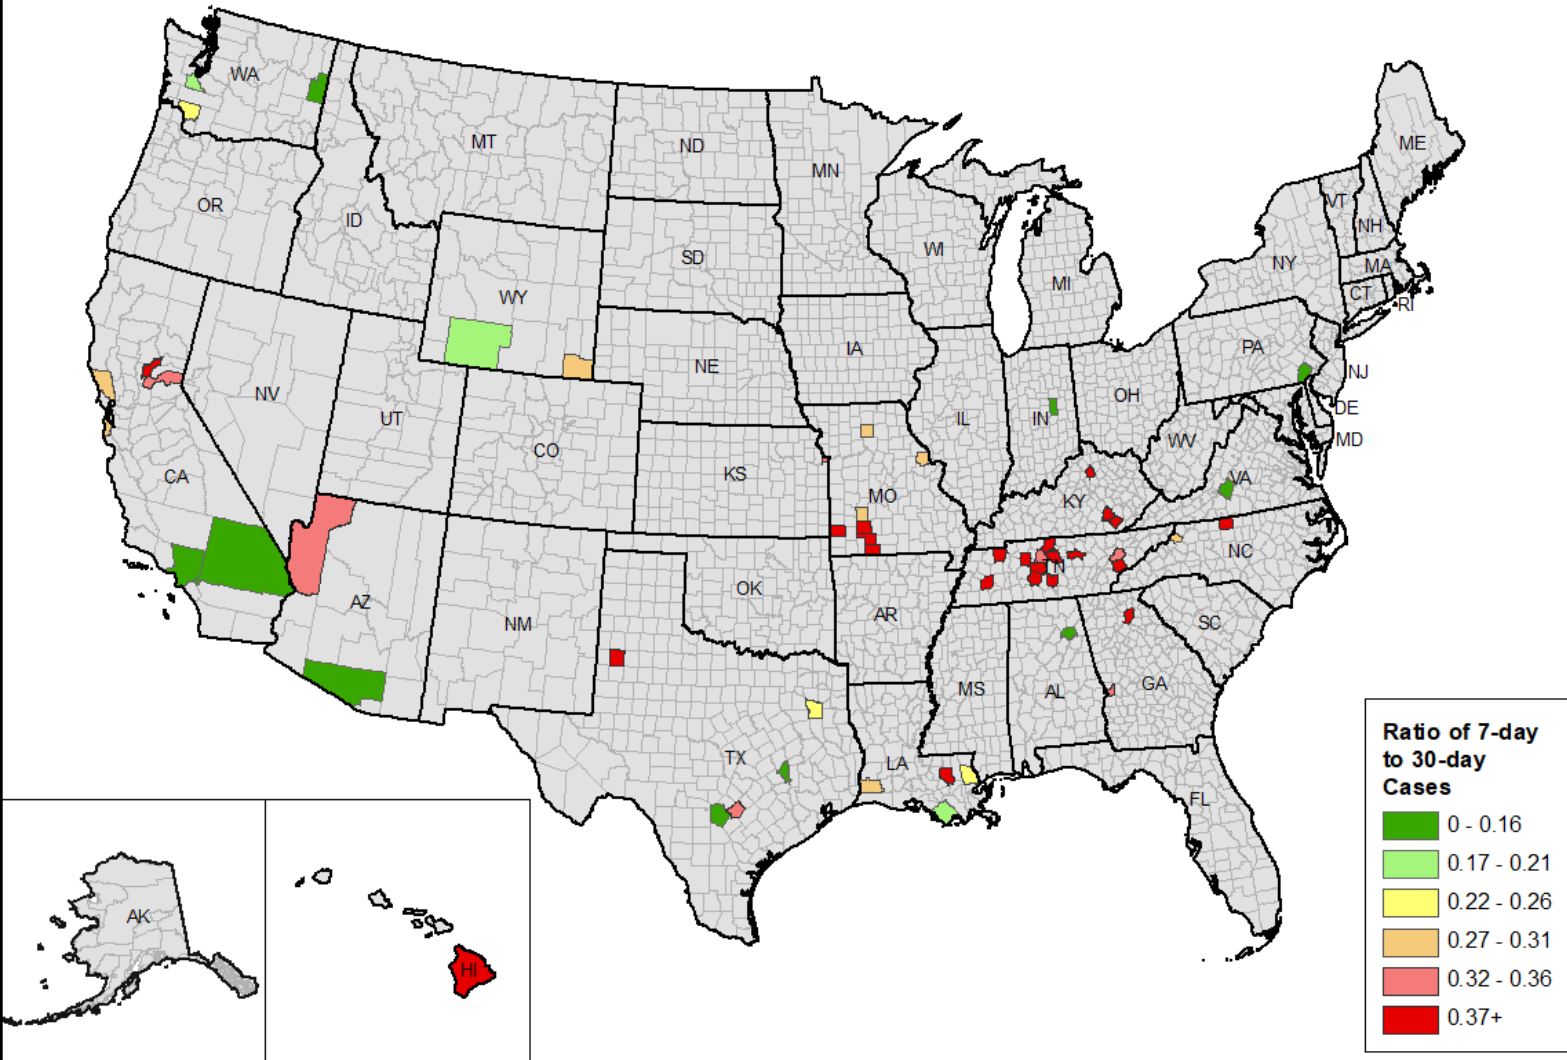 WA
MT
ND
MN
ME
OR
ID
VT
NH
WI
NY
SD
MI
MA
WY
CT
RI
IA
PA
NE
NJ
NV
OH
DE
UT
IL
IN
MD
CO
WV
CA
KS
VA
MO
KY
NC
TN
OK
AZ
AR
NM
SC
MS
AL
GA
TX
LA
FL
AK
HI
Ratio of 7-day
to 30-day
Cases
0 - 0.16
0.17 - 0.21
0.22 - 0.26
0.27 - 0.31
0.32 - 0.36
0.37+